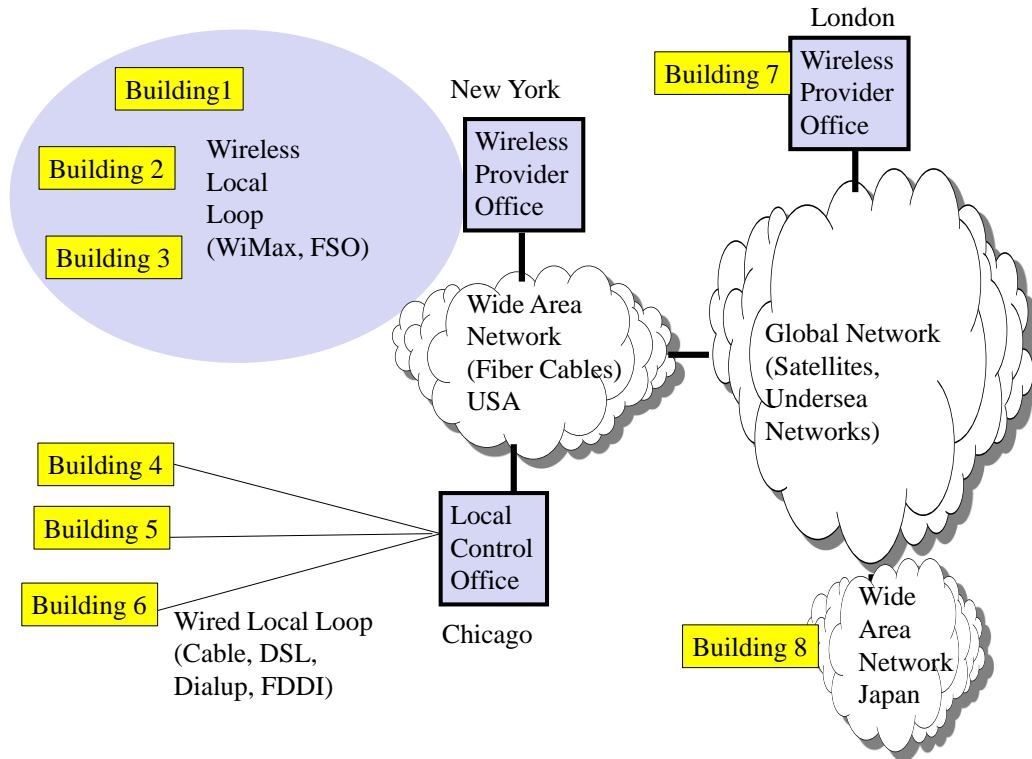 London
Building 7
Wireless
Provider
Office
Building1
New York
Wireless
Provider
Office
Building 2
Wireless
Local
Loop
(WiMax, FSO)
Building 3
Wide Area
Network
(Fiber Cables)
USA
Global Network
(Satellites,
Undersea
Networks)
Building 4
Building 5
Building 6
Local
Control
Office
Chicago
Wired Local Loop
(Cable, DSL,
Dialup, FDDI)
Building 8
Wide
Area
Network
Japan